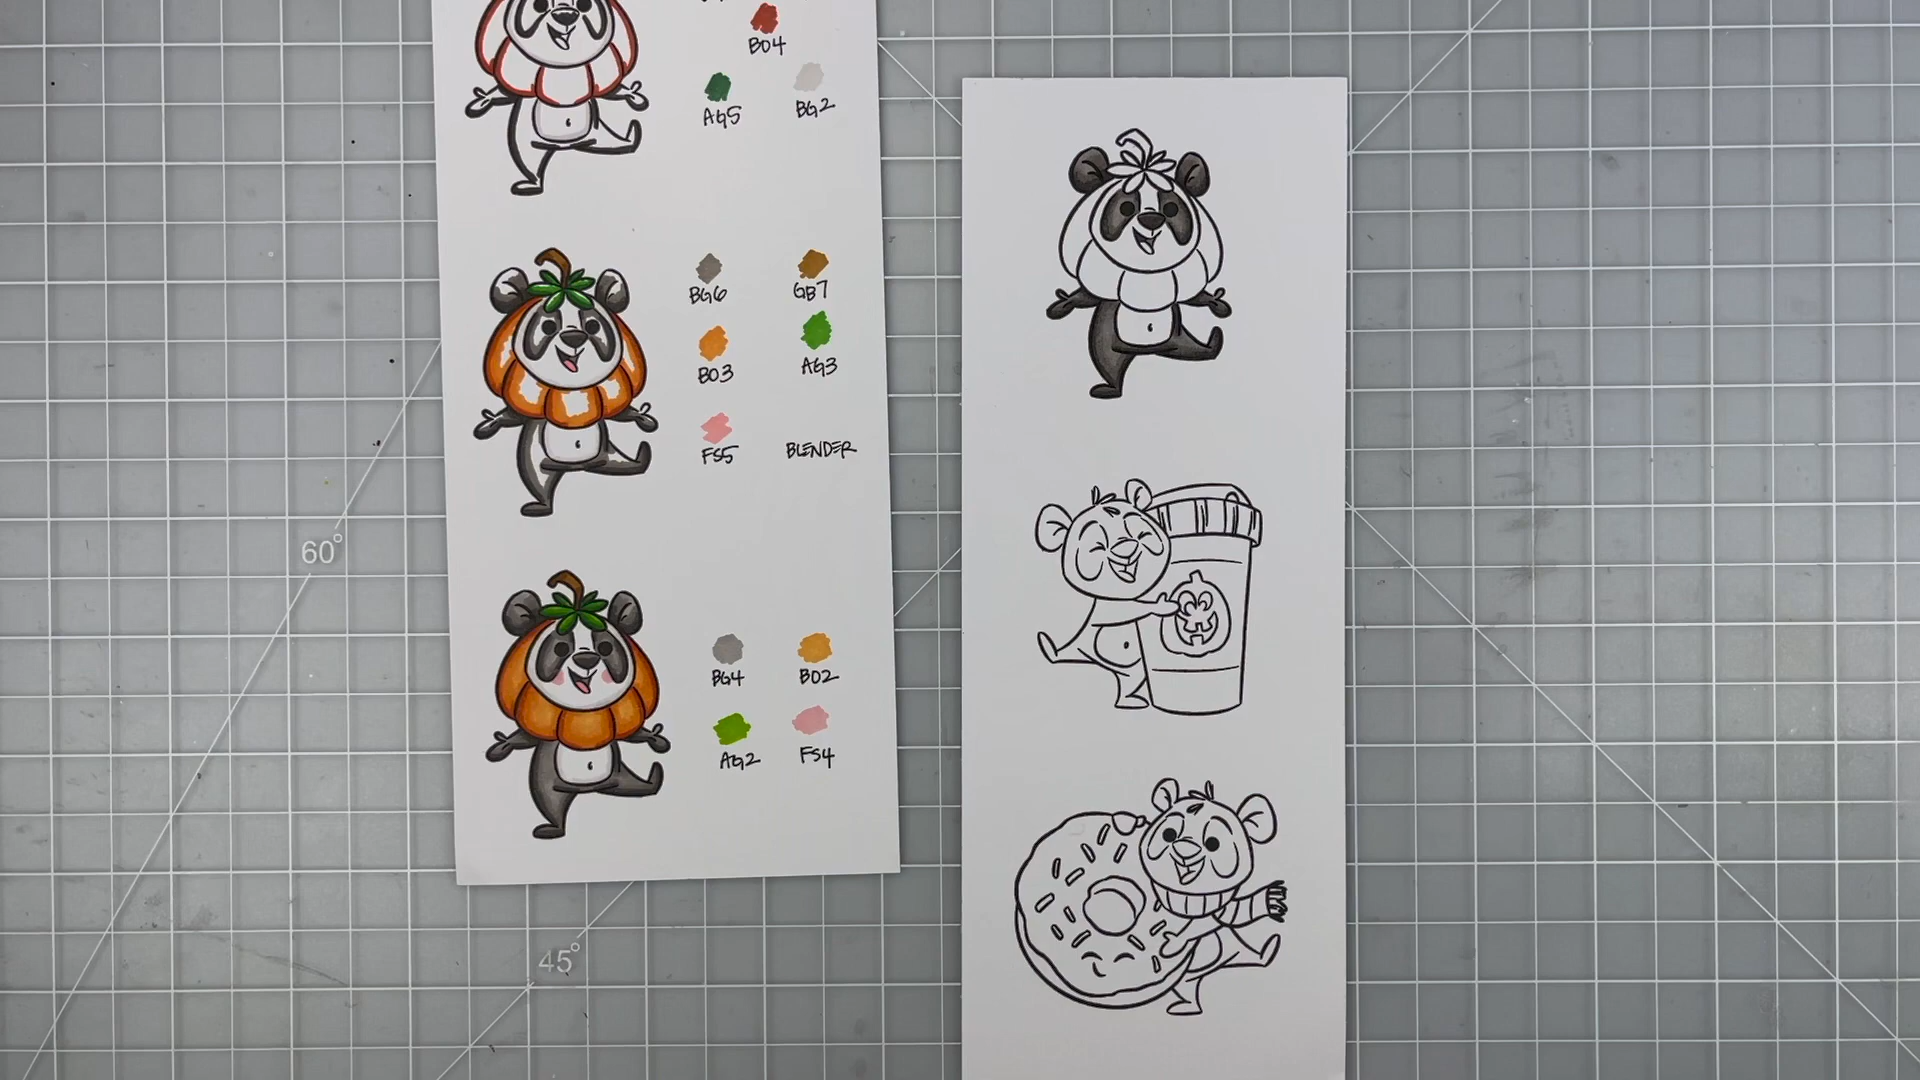 B04
AG5 BG2
BG6 GB7
B03 AG3
FS5 BLENDER
BG4 B02
AG2 FS4
60°
45°